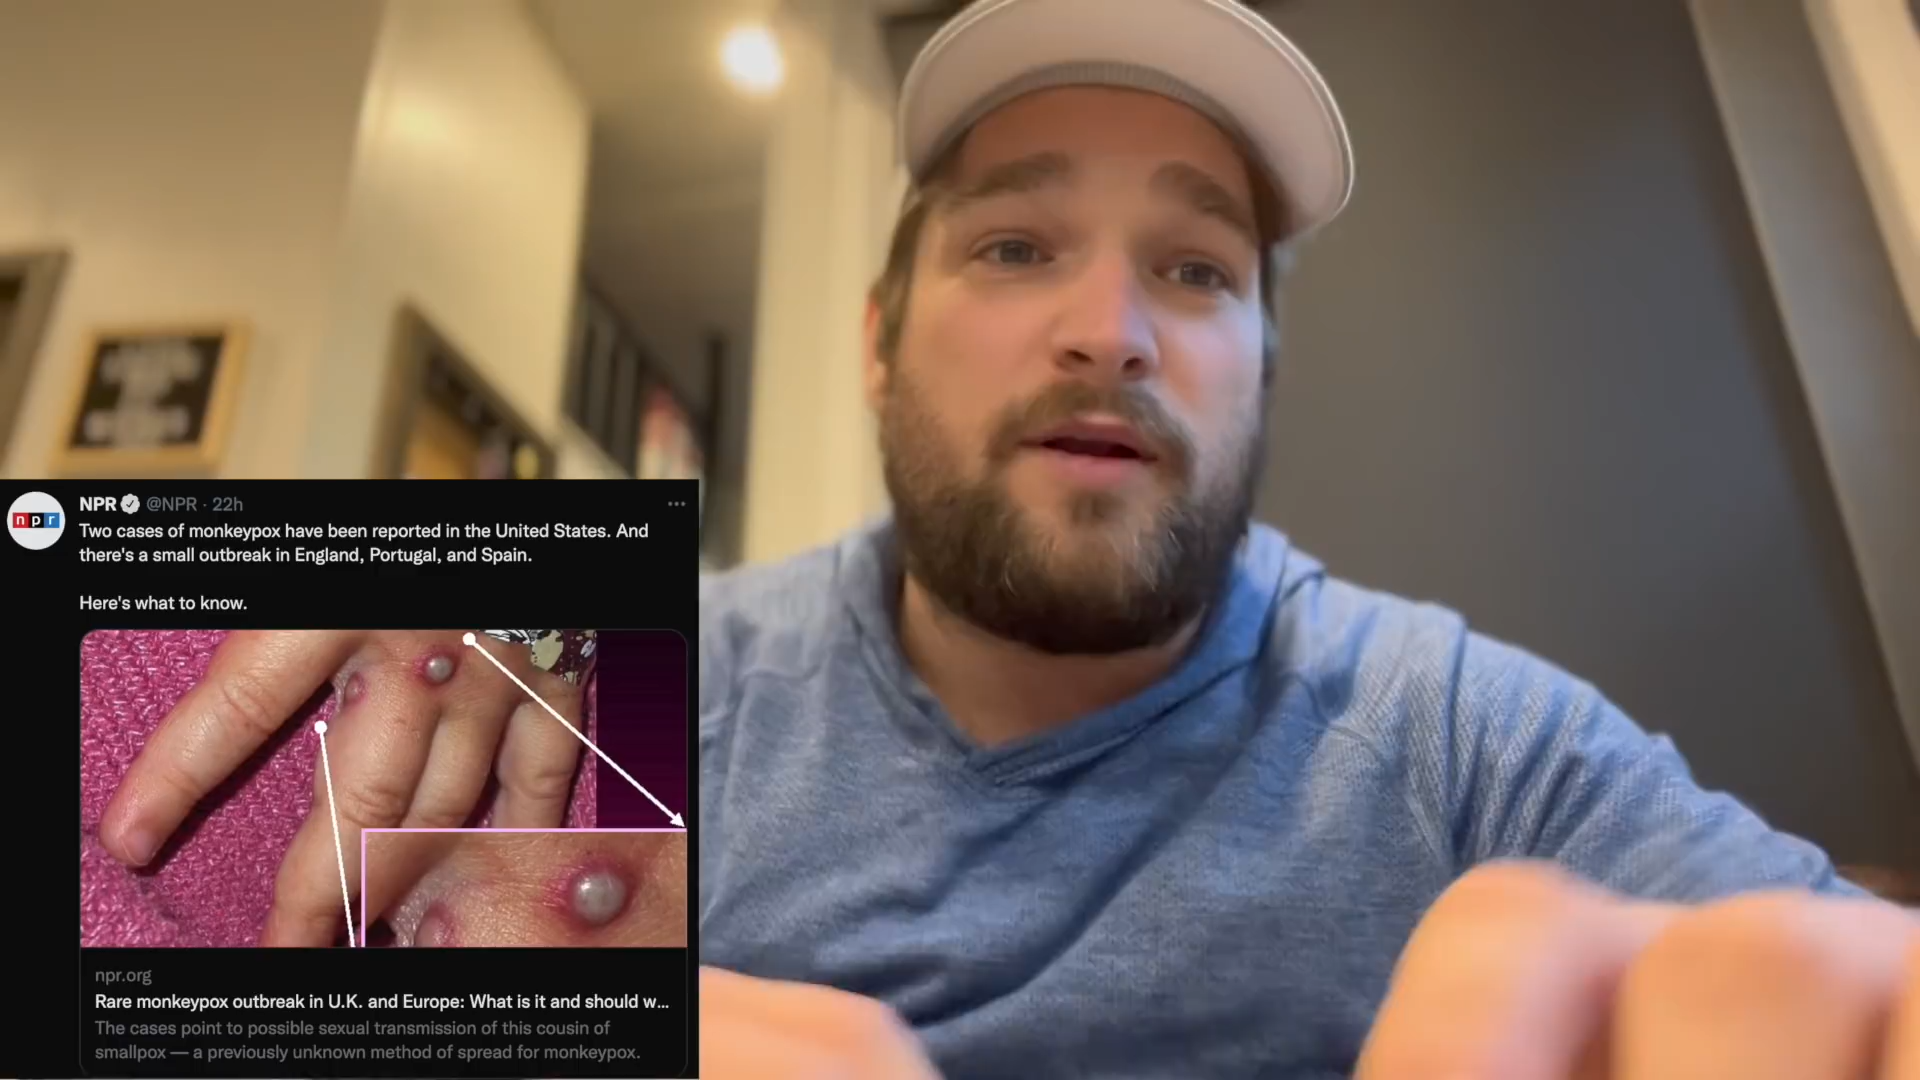 NPR @NPR · 22h
Two cases of monkeypox have been reported in the United States. And
there's a small outbreak in England, Portugal, and Spain.
Here's what to know.
npr
npr.org
Rare monkeypox outbreak in U.K. and Europe: What is it and should w...
The cases point to possible sexual transmission of this cousin of
smallpox — a previously unknown method of spread for monkeypox.